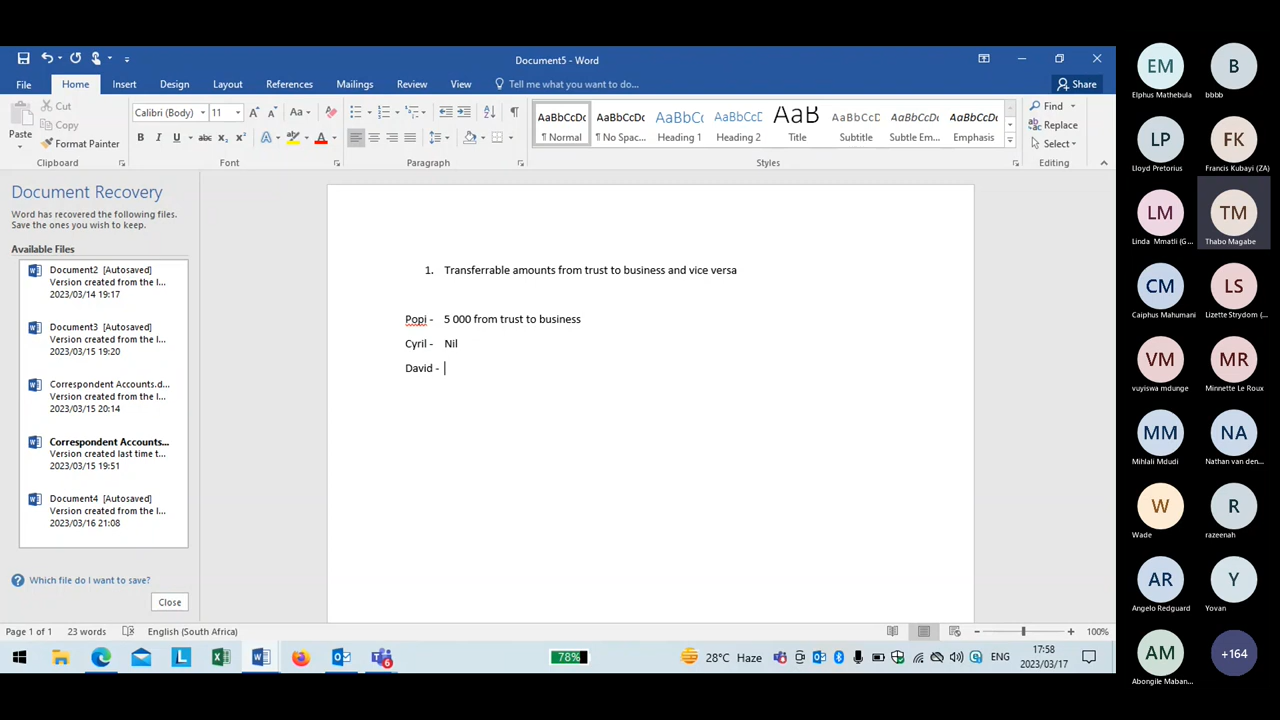 Document5 - Word
File
Home
Insert
Design
Layout
References
Mailings
Review
View
Tell me what you want to do...
Share
Paste
Cut
Copy
Format Painter
Clipboard
Calibri (Body)
11
Font
Paragraph
AaBbCcDc
¶ Normal
AaBbCcDc
¶ No Spac...
AaBbCc
Heading 1
AaBbCcC
Heading 2
AaB
Title
AaBbCcD
Subtitle
AaBbCcDc
Subtle Em...
AaBbCcDc
Emphasis
Styles
Find
Replace
Select
Editing
Document Recovery
Word has recovered the following files.
Save the ones you wish to keep.
Available Files
Document2 [Autosaved]
Version created from the l...
2023/03/14 19:17
Document3 [Autosaved]
Version created from the l...
2023/03/15 19:20
Correspondent Accounts.d...
Version created from the l...
2023/03/15 20:14
Correspondent Accounts...
Version created last time t...
2023/03/15 19:51
Document4 [Autosaved]
Version created from the l...
2023/03/16 21:08
Which file do I want to save?
Close
1. Transferrable amounts from trust to business and vice versa
Popi - 5 000 from trust to business
Cyril - Nil
David -
Page 1 of 1
23 words
English (South Africa)
100%
78%
28°C Haze
ENG
17:58
2023/03/17
6
EM
Elphus Mathebula
B
bbbb
LP
Lloyd Pretorius
FK
Francis Kubayi (ZA)
LM
Linda Mmatli (G...
TM
Thabo Magabe
CM
Caiphus Mahumani
LS
Lizette Strydom (...
VM
vuyiswa mdunge
MR
Minnette Le Roux
MM
Mihlali Mdudi
NA
Nathan van den...
W
Wade
R
razeenah
AR
Angelo Redguard
Y
Yovan
AM
Abongile Maban...
+164